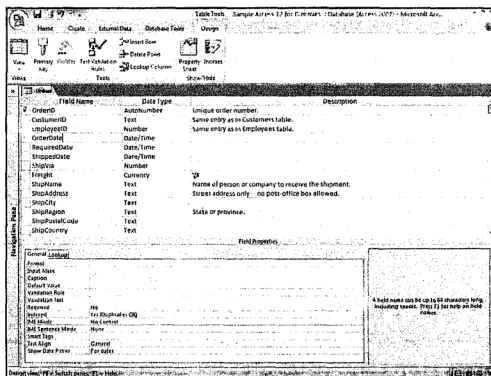 Table Tools Sample Access 12 for : Database (Access 2007) - Microsoft Acc...
Home Create External Data Database Tools Design
View Primary Key Builder Test Validation Rules
Insert Row
Delete Rows
Lookup Column
Property Sheet Indexes
Views Tools Show/Hide
Orders
Field Name Data Type Description
OrderID AutoNumber Unique order number.
CustomerID Text Same entry as in Customers table.
EmployeeID Number Same entry as in Employees table.
OrderDate Date/Time
RequiredDate Date/Time
ShippedDate Date/Time
ShipVia Number
Freight Currency
ShipName Text Name of person or company to receive the shipment.
ShipAddress Text Street address only - no post-office box allowed.
ShipCity Text
ShipRegion Text State or province.
ShipPostalCode Text
ShipCountry Text
Navigation Pane
Field Properties
General Lookup
Format
Input Mask
Caption
Default Value
Validation Rule
Validation Text
Required No
Indexed Yes (Duplicates OK)
IME Mode No Control
IME Sentence Mode None
Smart Tags
Text Align General
Show Date Picker For dates
A field name can be up to 64 characters long, including spaces. Press F1 for help on field names.
Design view. F6 = Switch panes. F1 = Help.